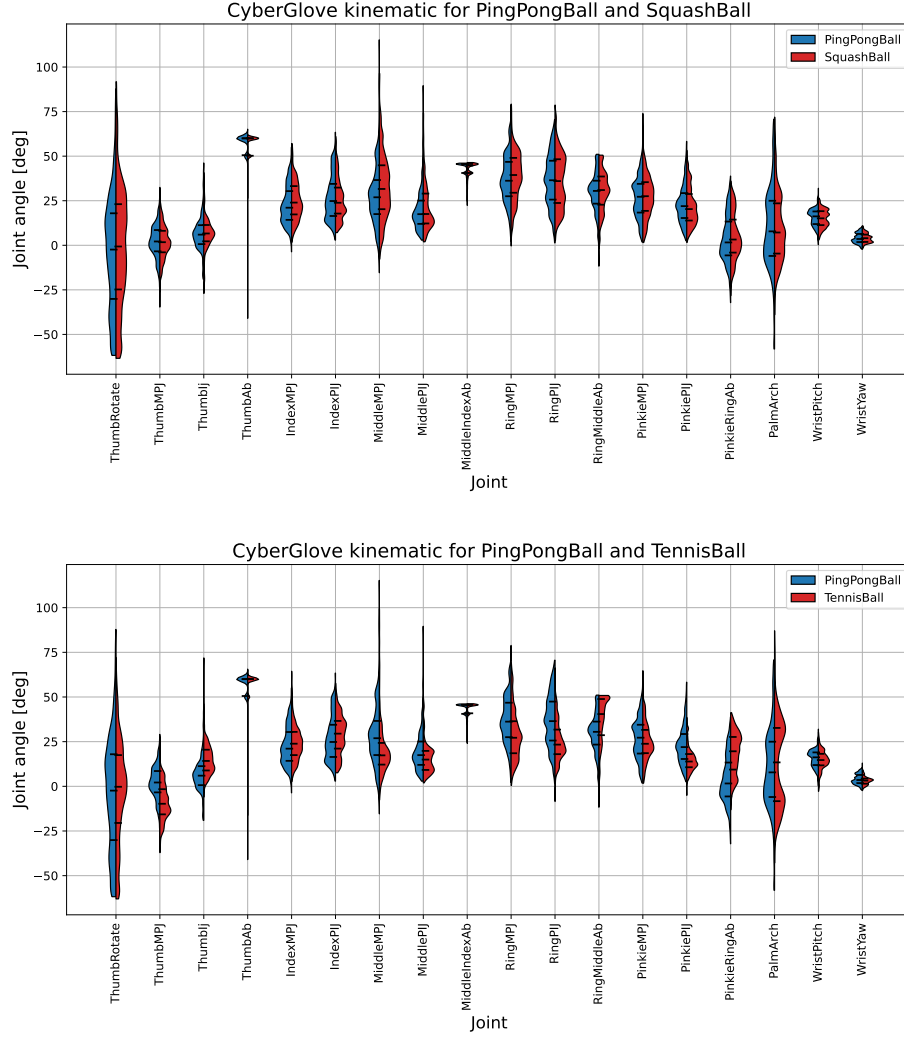 CyberGlove kinematic for PingPongBall and SquashBall
PingPongBall
SquashBall
100
75
50
25
0
−25
−50
Joint angle [deg]
ThumbRotate
ThumbMPJ
ThumbIj
ThumbAb
IndexMPJ
IndexPIJ
MiddleMPJ
MiddlePIJ
MiddleIndexAb
RingMPJ
RingPIJ
RingMiddleAb
PinkieMPJ
PinkiePIJ
PinkieRingAb
PalmArch
WristPitch
WristYaw
Joint
CyberGlove kinematic for PingPongBall and TennisBall
PingPongBall
TennisBall
100
75
50
25
0
−25
−50
Joint angle [deg]
ThumbRotate
ThumbMPJ
ThumbIj
ThumbAb
IndexMPJ
IndexPIJ
MiddleMPJ
MiddlePIJ
MiddleIndexAb
RingMPJ
RingPIJ
RingMiddleAb
PinkieMPJ
PinkiePIJ
PinkieRingAb
PalmArch
WristPitch
WristYaw
Joint